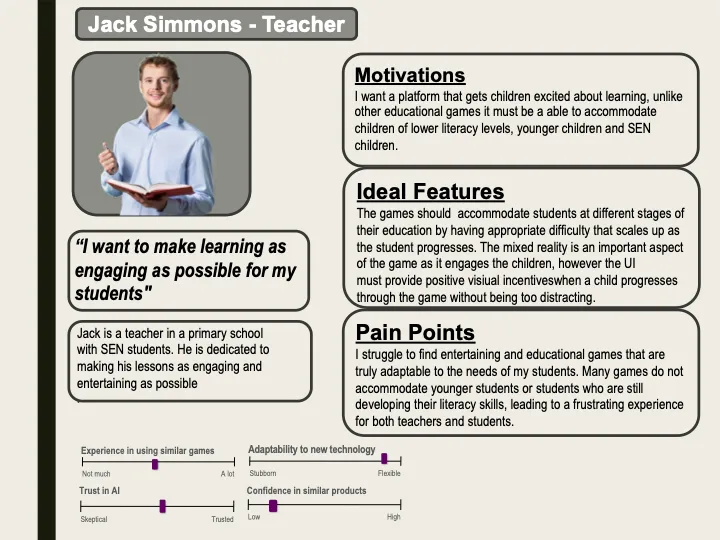 Jack Simmons - Teacher
“I want to make learning as
engaging as possible for my
students"
Jack is a teacher in a primary school
with SEN students. He is dedicated to
making his lessons as engaging and
entertaining as possible
Motivations
I want a platform that gets children excited about learning, unlike
other educational games it must be a able to accommodate
children of lower literacy levels, younger children and SEN
children.
Ideal Features
The games should accommodate students at different stages of
their education by having appropriate difficulty that scales up as
the student progresses. The mixed reality is an important aspect
of the game as it engages the children, however the UI
must provide positive visiual incentiveswhen a child progresses
through the game without being too distracting.
Pain Points
I struggle to find entertaining and educational games that are
truly adaptable to the needs of my students. Many games do not
accommodate younger students or students who are still
developing their literacy skills, leading to a frustrating experience
for both teachers and students.
Experience in using similar games
Not much A lot
Adaptability to new technology
Stubborn Flexible
Trust in AI
Skeptical Trusted
Confidence in similar products
Low High